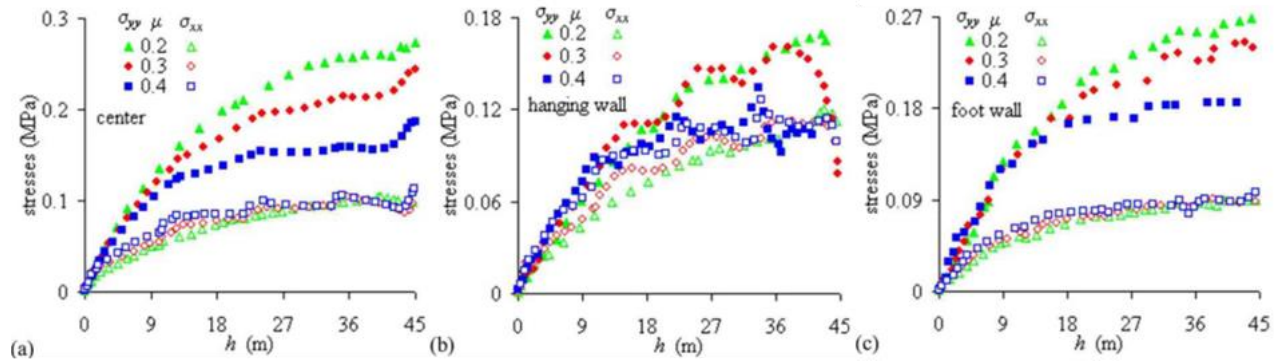 0.3
σyy μ σxx
0.2
0.3
0.4
0.2
center
0.1
0
0 9 18 27 36 45
stresses (MPa)
h (m)
(a)
0.18
σyy μ σxx
0.2
0.3
0.4
0.12
hanging wall
0.06
0
0 9 18 27 36 45
stresses (MPa)
h (m)
(b)
0.27
σyy μ σxx
0.2
0.3
0.4
0.18
foot wall
0.09
0
0 9 18 27 36 45
stresses (MPa)
h (m)
(c)